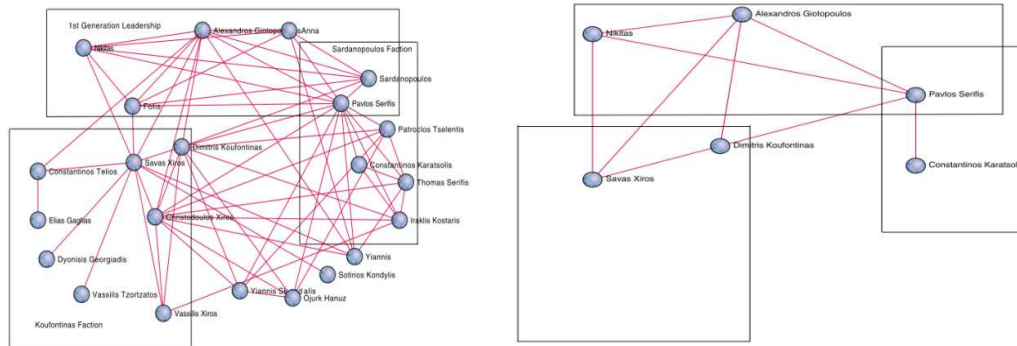 1st Generation Leadership
Alexandros Giotopoulos
Anna
Nikitas
Sardanopoulos Faction
Sardanopoulos
Pavlos Serifis
Fotis
Patroclos Tselentis
Dimitris Koufontinas
Savas Xiros
Constantinos Karatsolis
Constantinos Telios
Thomas Serifis
Elias Gaglias
Christodoulos Xiros
Iraklis Kostaris
Dyonisis Georgiadis
Yiannis
Sotirios Kondylis
Vassilis Tzortzatos
Yiannis
Ojurk Hanuz
Vassilis Xiros
Koufontinas Faction
Alexandros Giotopoulos
Nikitas
Pavlos Serifis
Dimitris Koufontinas
Constantinos Karatsol
Savas Xiros